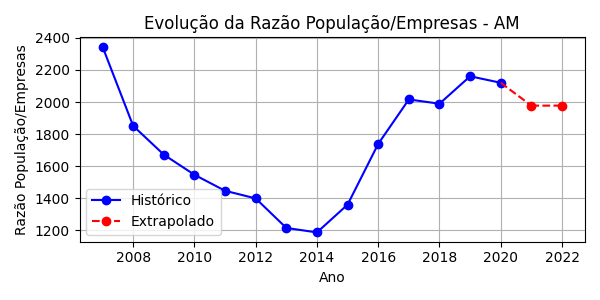 Evolução da Razão População/Empresas - AM
Razão População/Empresas
2400
2200
2000
1800
1600
1400
1200
Histórico
Extrapolado
2008 2010 2012 2014 2016 2018 2020 2022
Ano